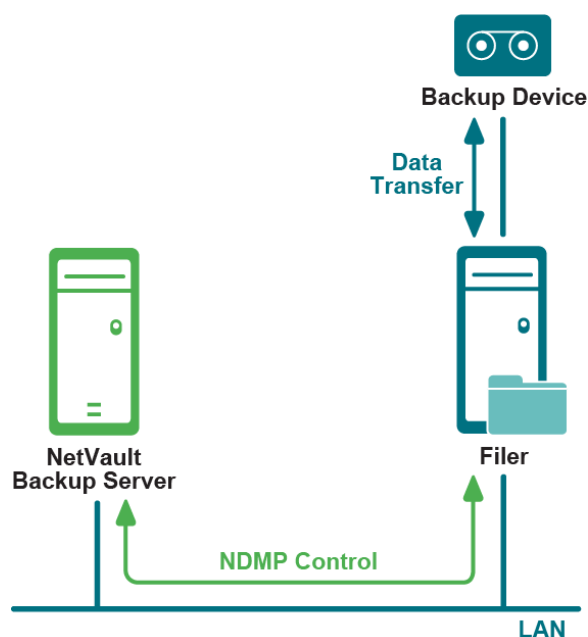 Backup Device
Data
Transfer
NetVault
Backup Server
Filer
NDMP Control
LAN